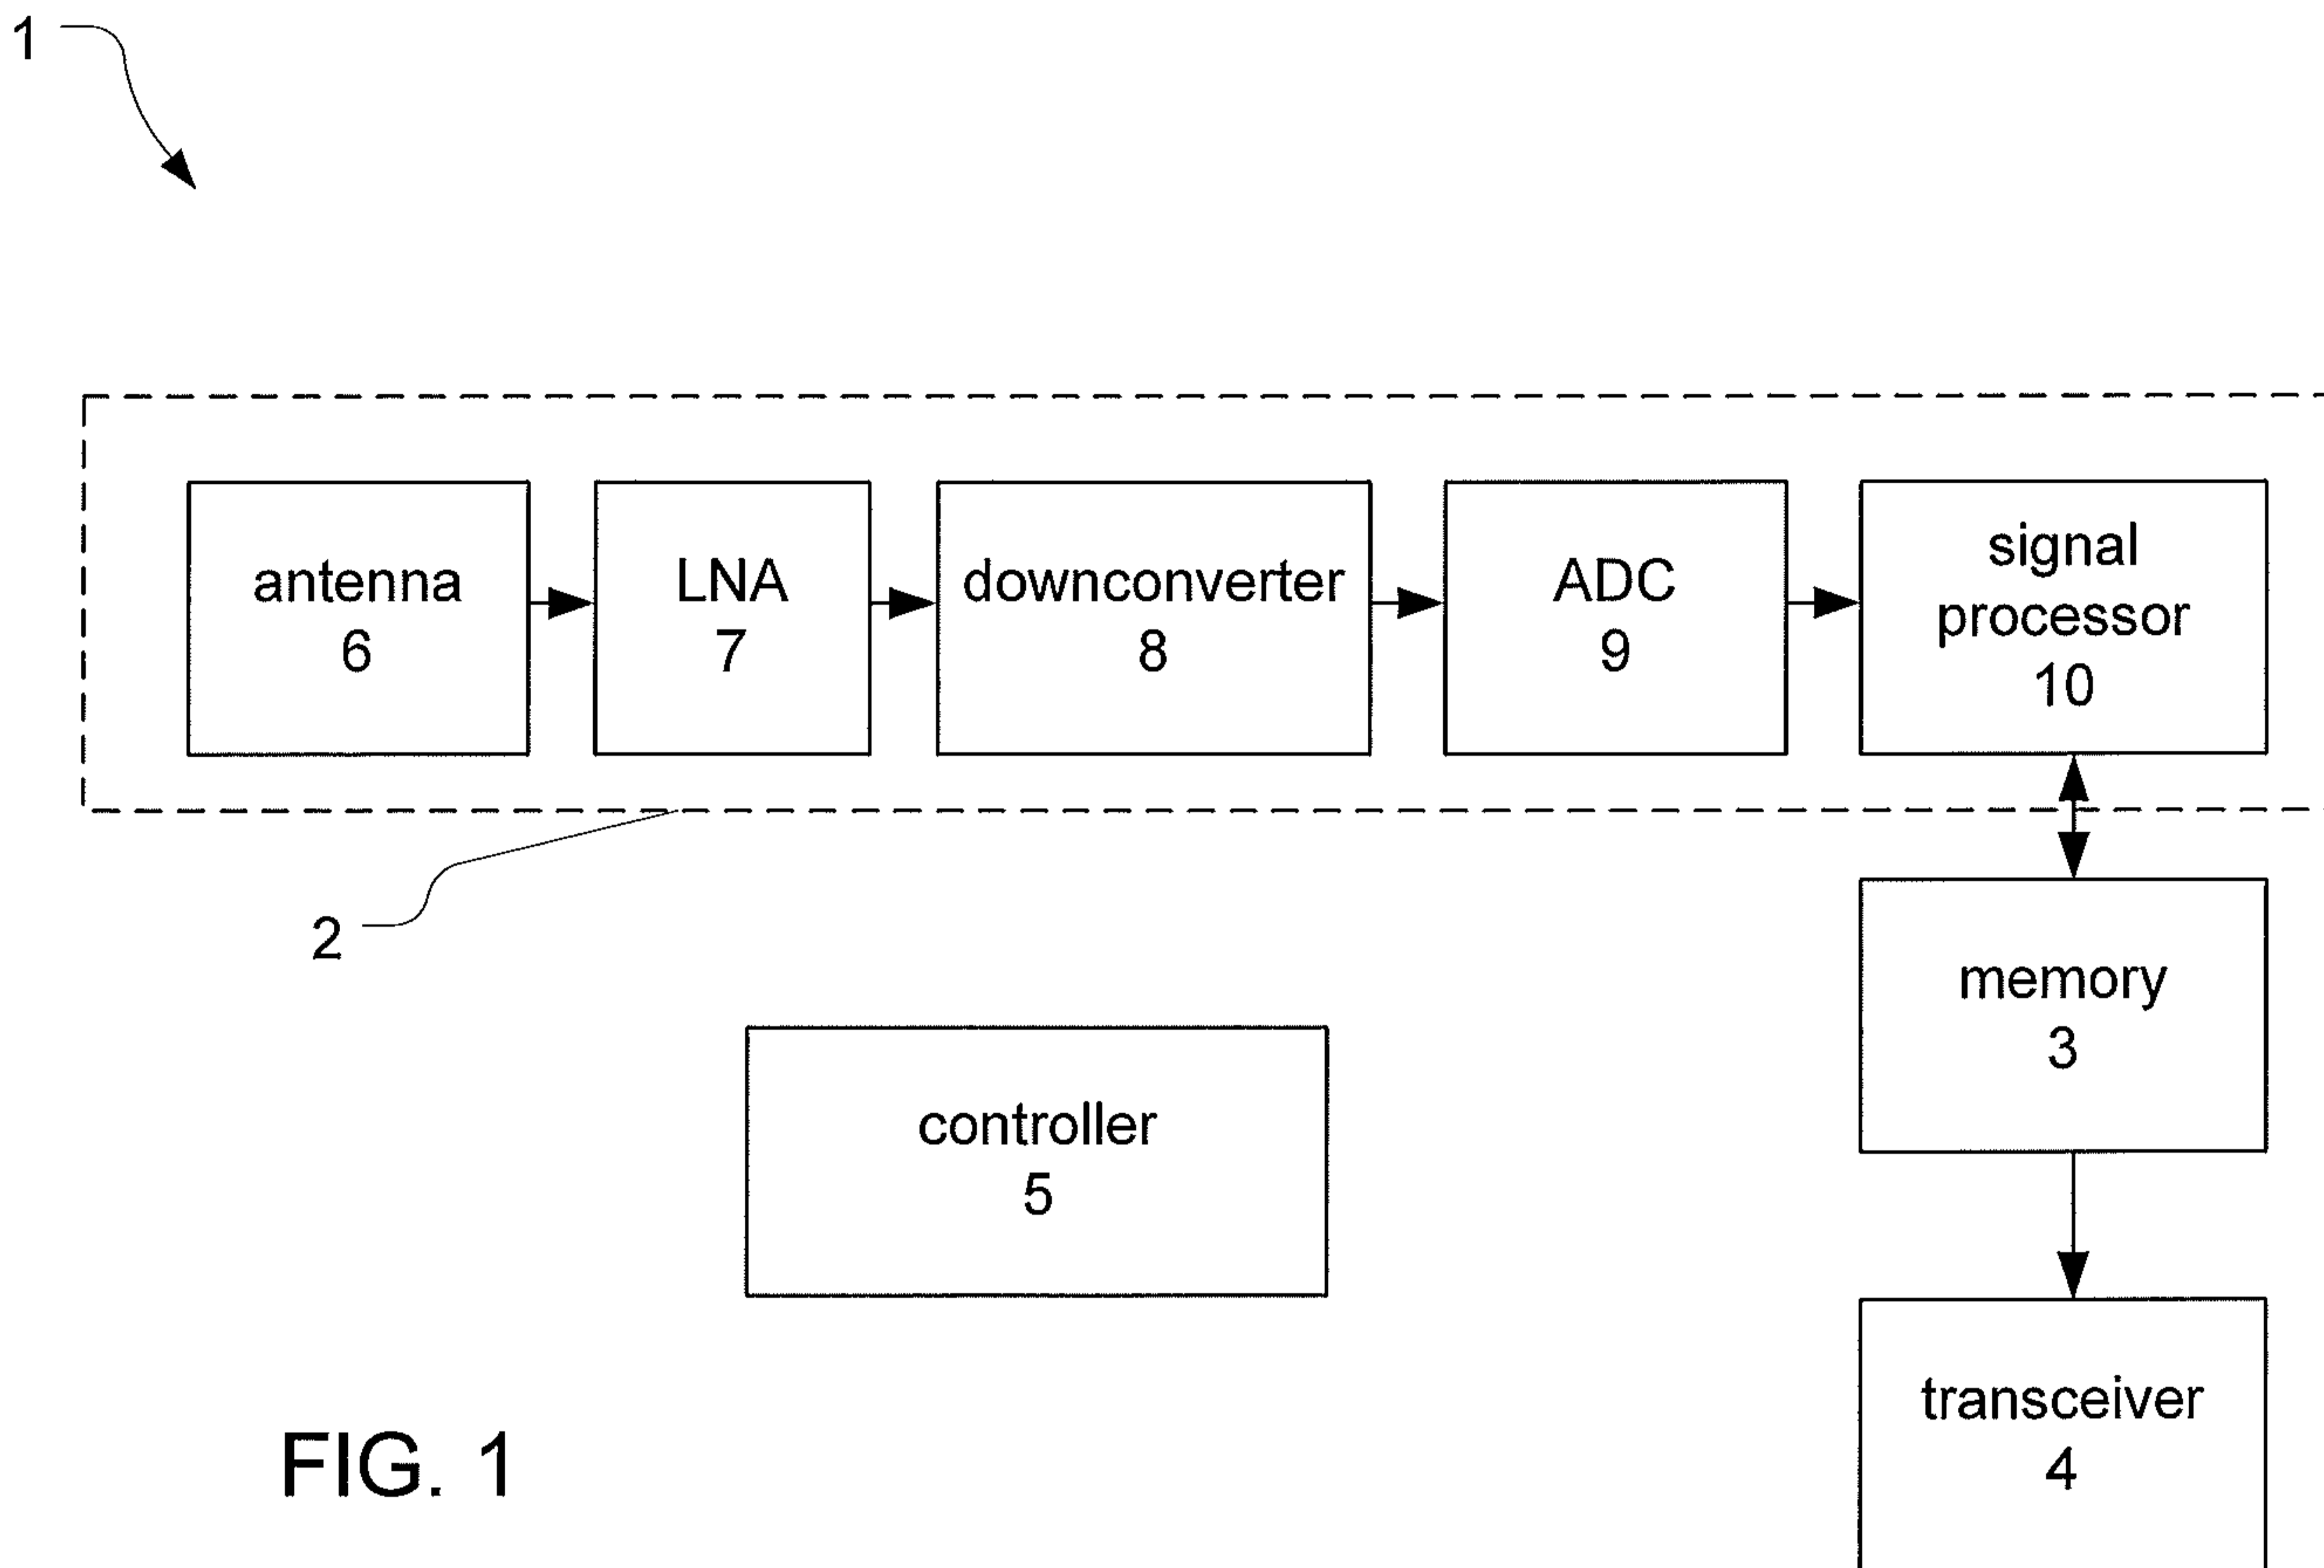 1
antenna
6
LNA
7
downconverter
8
ADC
9
signal
processor
10
2
memory
3
controller
5
transceiver
4
FIG. 1